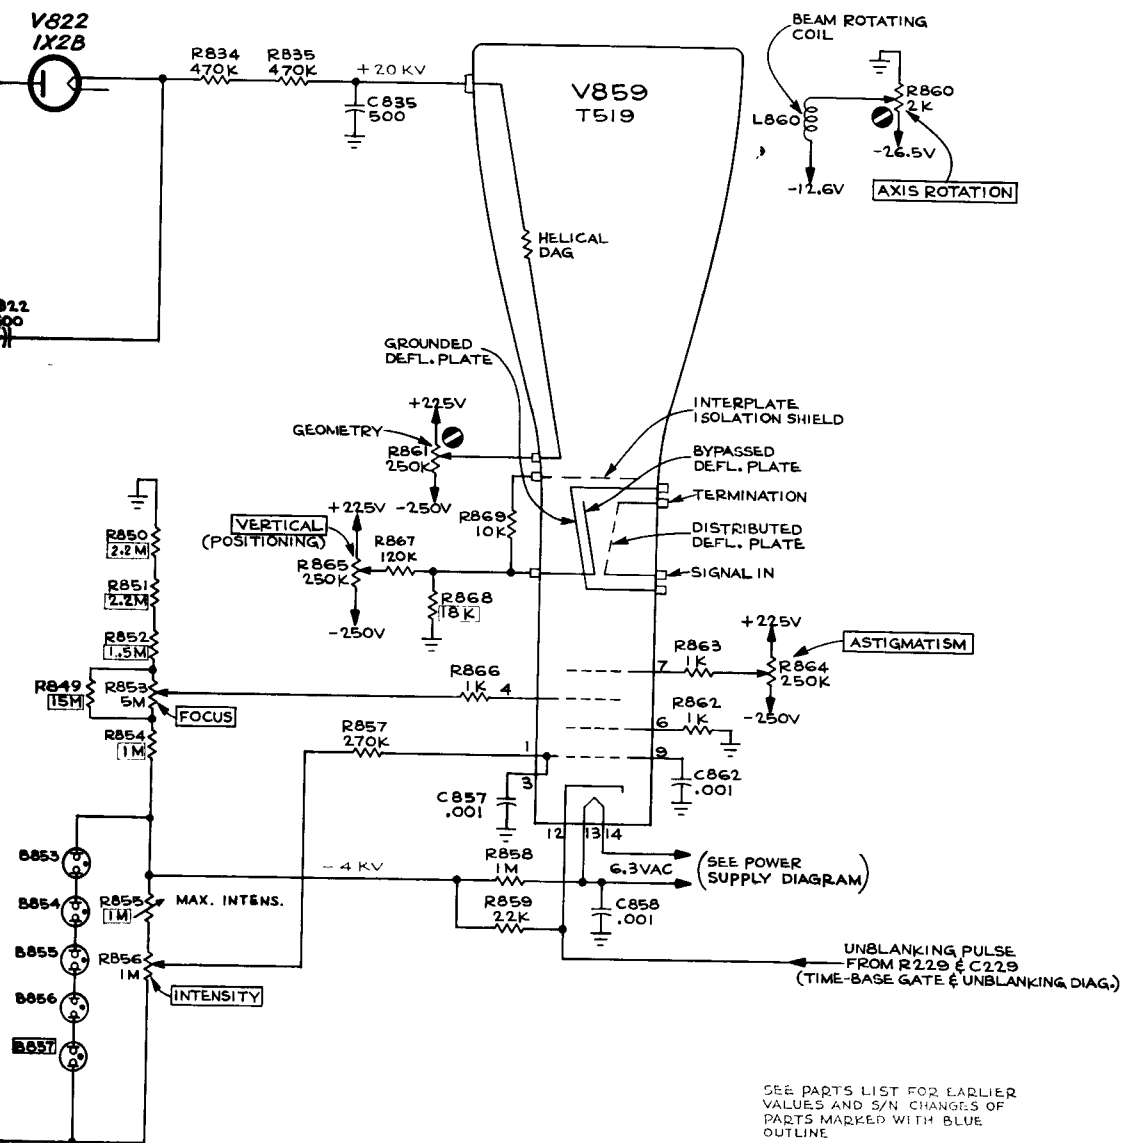 V822
1X2B
R834
470K
R835
470K
+20 KV
C835
500
V859
T519
BEAM ROTATING
COIL
L860
R860
2K
-26.5V
-12.6V
AXIS ROTATION
HELICAL
DAG
GROUNDED
DEFL. PLATE
INTERPLATE
ISOLATION SHIELD
BYPASSED
DEFL. PLATE
TERMINATION
DISTRIBUTED
DEFL. PLATE
SIGNAL IN
+225V
GEOMETRY
R861
250K
-250V
+225V
VERTICAL
(POSITIONING)
R865
250K
-250V
R867
120K
R869
10K
R868
18K
R850
2.2M
R851
2.2M
R852
1.5M
R849
15M
R853
5M
FOCUS
R854
1M
R866
1K
4
7
R863
1K
+225V
ASTIGMATISM
R864
250K
-250V
6
R862
1K
R857
270K
1
3
9
C857
.001
C862
.001
12
13
14
B853
B854
B855
B856
B857
R855
1M
MAX. INTENS.
R856
1M
INTENSITY
-4 KV
R858
1M
R859
22K
6.3VAC
(SEE POWER
SUPPLY DIAGRAM)
C858
.001
UNBLANKING PULSE
FROM R229 & C229
(TIME-BASE GATE & UNBLANKING DIAG.)
SEE PARTS LIST FOR EARLIER
VALUES AND S/N CHANGES OF
PARTS MARKED WITH BLUE
OUTLINE